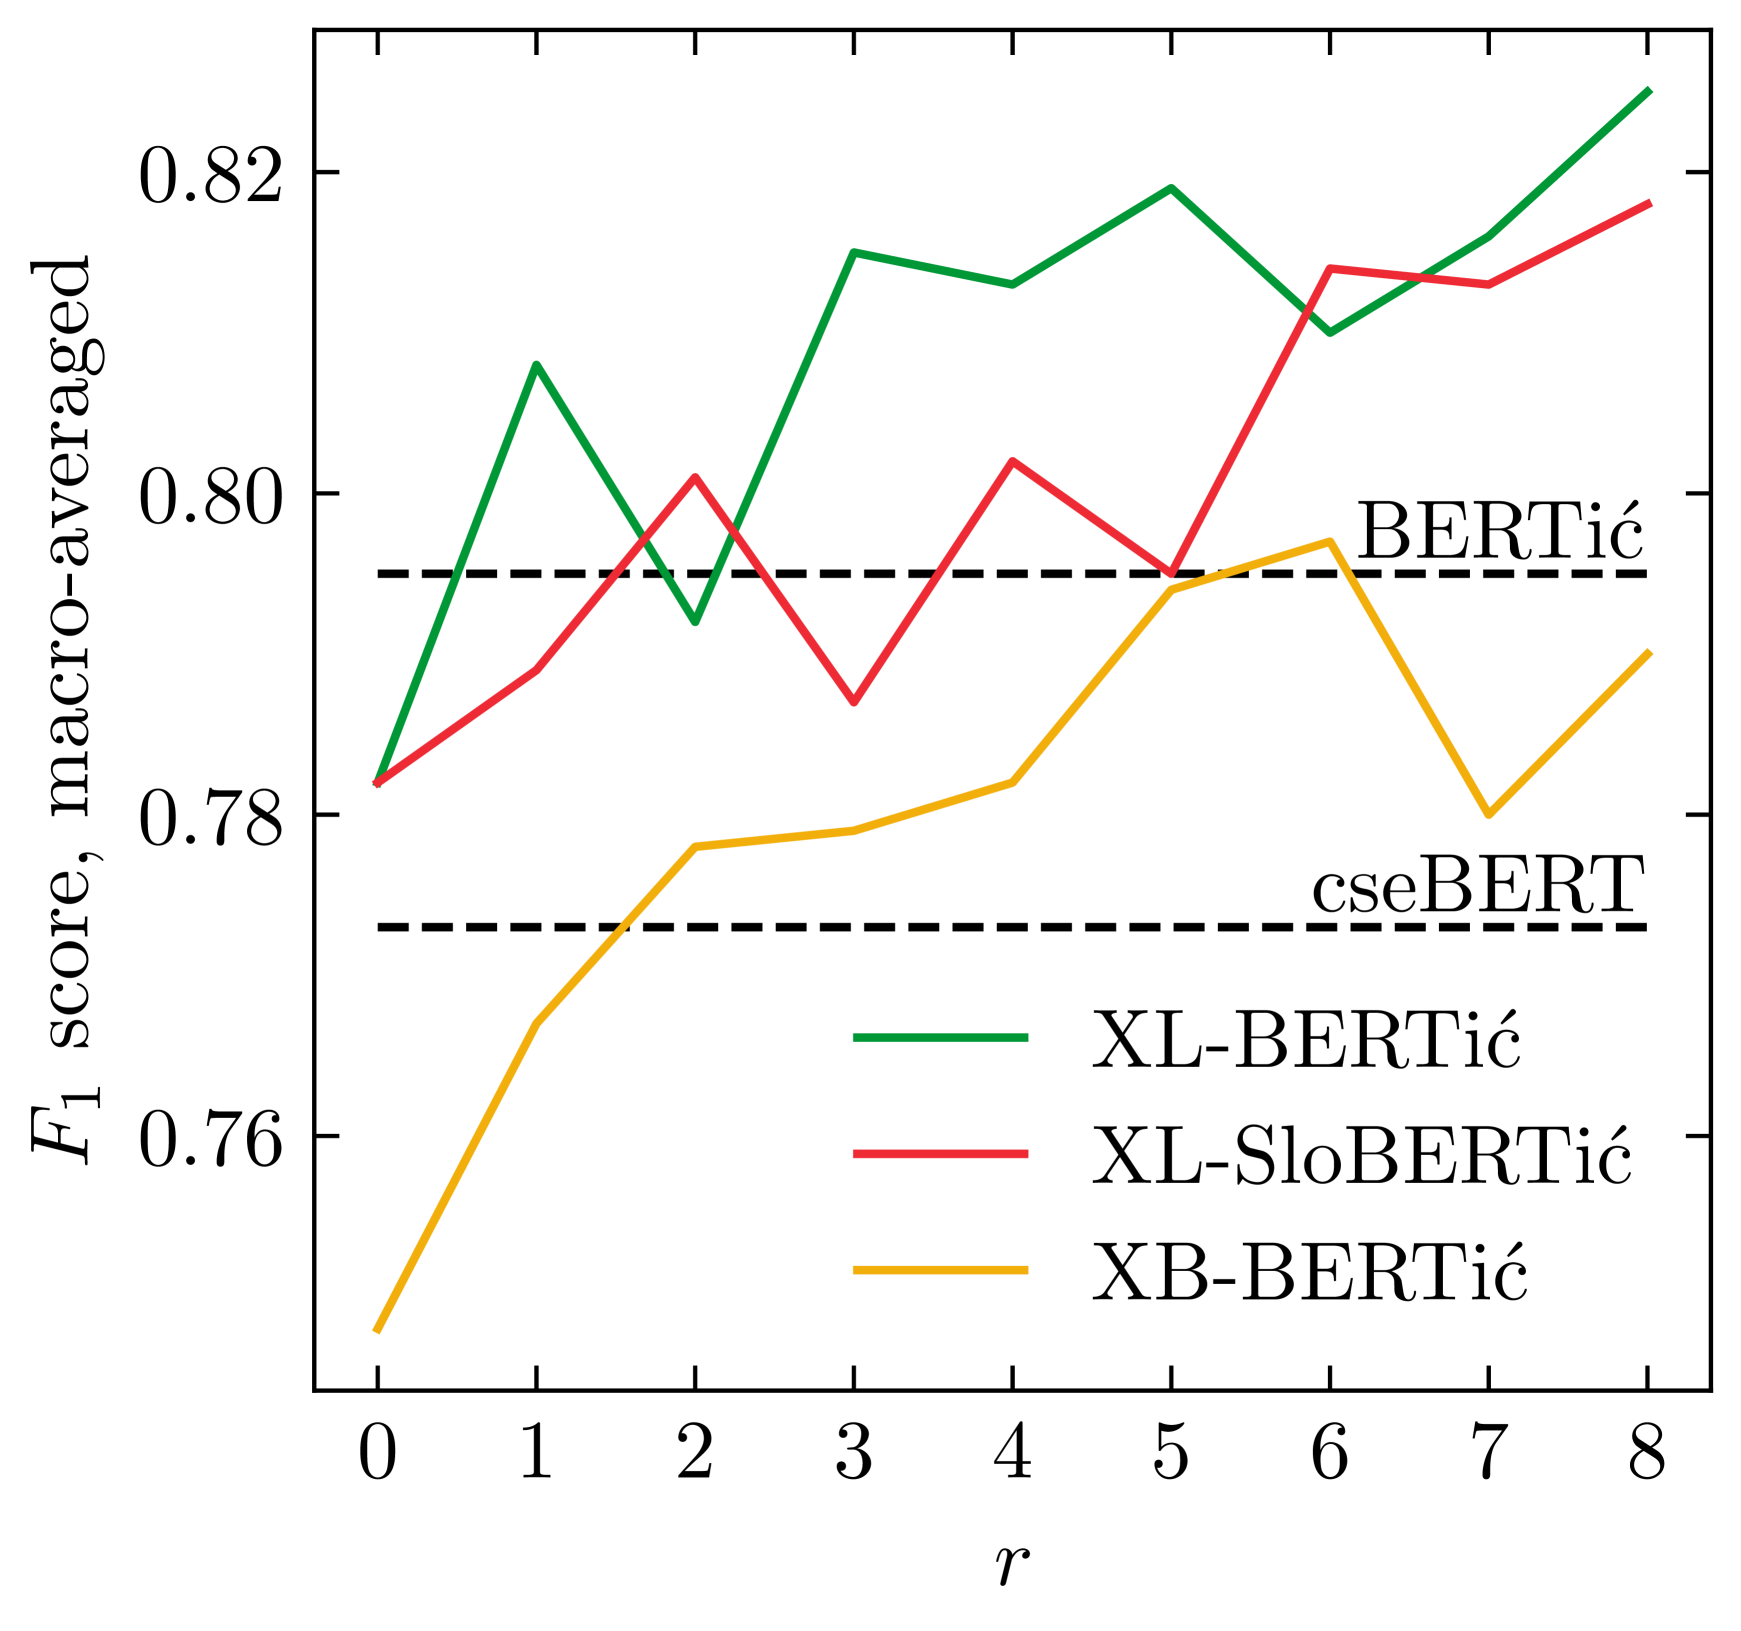 F1 score, macro-averaged
0.82
0.80
0.78
0.76
BERTić
cseBERT
XL-BERTić
XL-SloBERTić
XB-BERTić
0 1 2 3 4 5 6 7 8
r